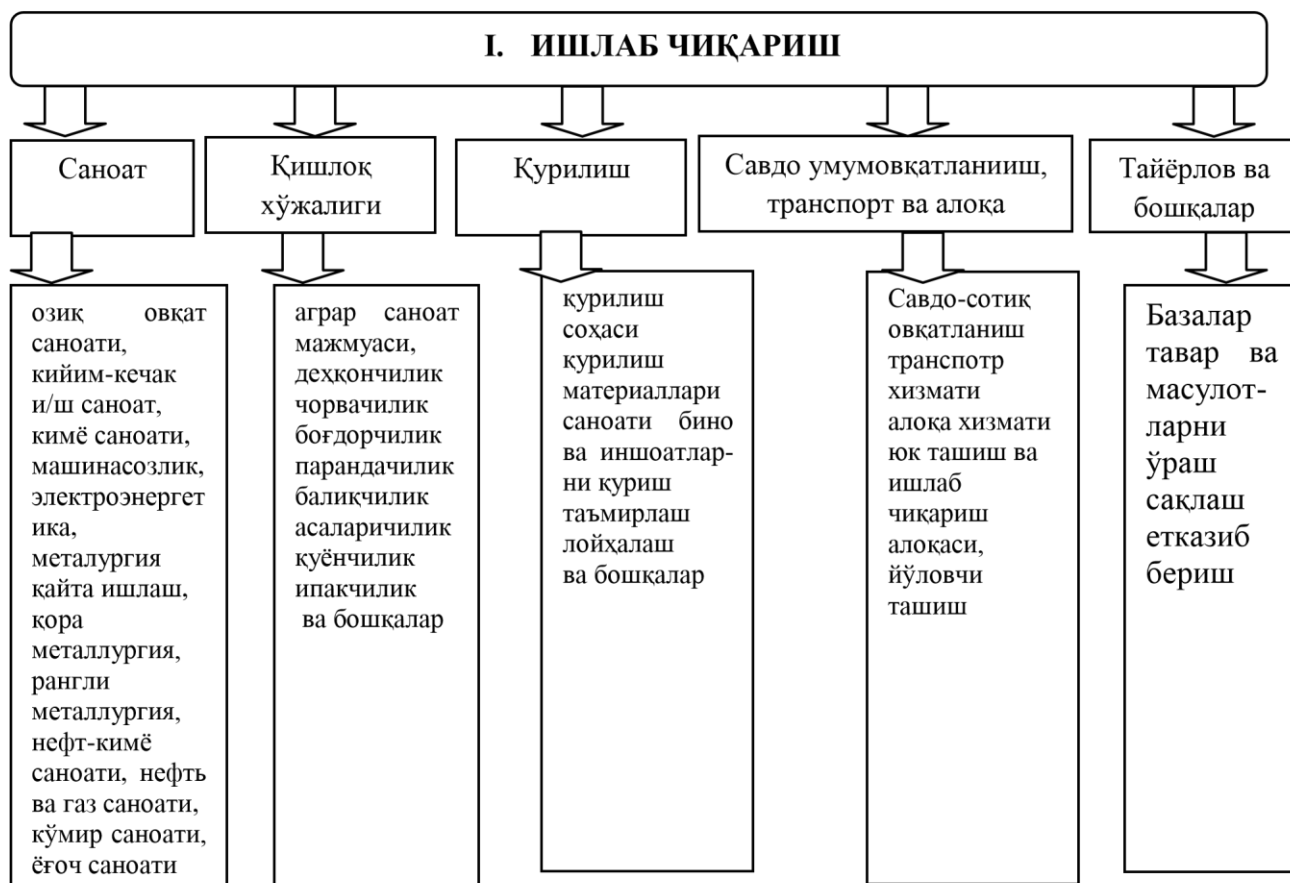 I. ИШЛАБ ЧИҚАРИШ
Саноат
Қишлоқ
хўжалиги
Қурилиш
Савдо умумовқатланииш,
транспорт ва алоқа
Тайёрлов ва
бошқалар
озиқ овқат
саноати,
кийим-кечак
и/ш саноат,
кимё саноати,
машинасозлик,
электроэнергет
ика,
металургия
қайта ишлаш,
қора
металлургия,
рангли
металлургия,
нефт-кимё
саноати, нефть
ва газ саноати,
кўмир саноати,
ёғоч саноати
аграр саноат
мажмуаси,
деҳқончилик
чорвачилик
боғдорчилик
парандачилик
балиқчилик
асаларичилик
қуёнчилик
ипакчилик
ва бошқалар
қурилиш
соҳаси
қурилиш
материаллари
саноати бино
ва иншоатлар-
ни қуриш
таъмирлаш
лойҳалаш
ва бошқалар
Савдо-сотиқ
овқатланиш
транспотр
хизмати
алоқа хизмати
юк ташиш ва
ишлаб
чиқариш
алоқаси,
йўловчи
ташиш
Базалар
тавар ва
масулот-
ларни
ўраш
сақлаш
етказиб
бериш